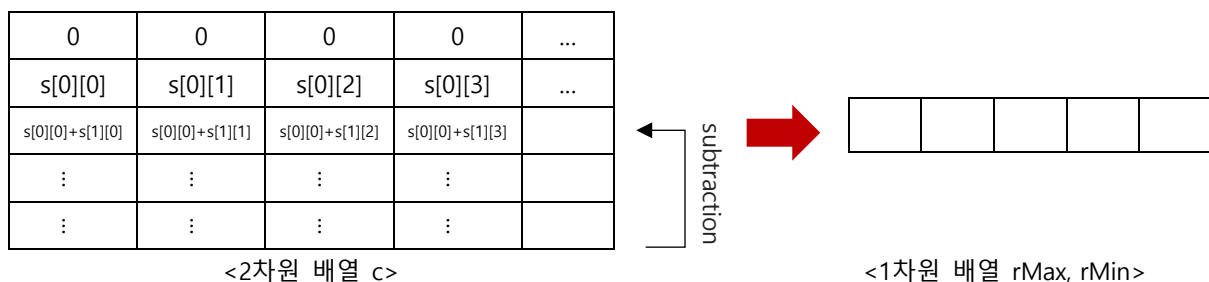 0 0 0 0 ...
s[0][0] s[0][1] s[0][2] s[0][3] ...
s[0][0]+s[1][0] s[0][0]+s[1][1] s[0][0]+s[1][2] s[0][0]+s[1][3]
⋮ ⋮ ⋮ ⋮
⋮ ⋮ ⋮ ⋮
subtraction
<2차원 배열 c>
<1차원 배열 rMax, rMin>